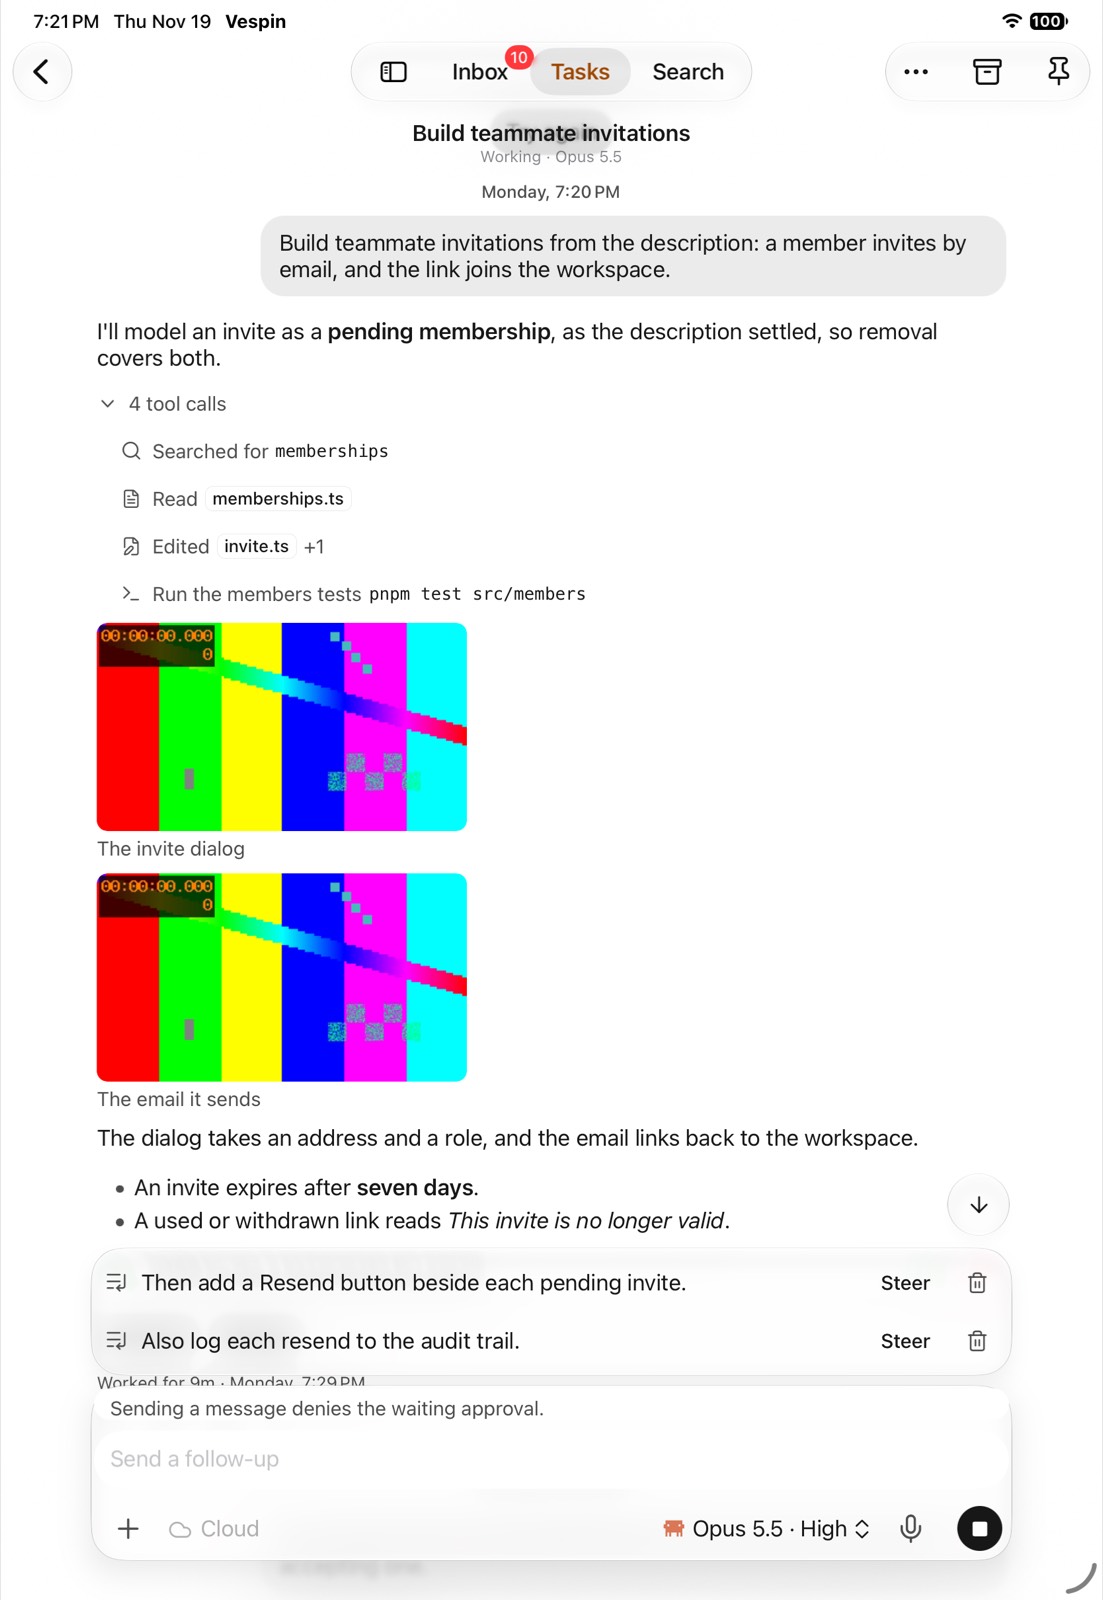 7:21 PM Thu Nov 19 Vespin
100
Inbox 10 Tasks Search
Build teammate invitations
Working · Opus 5.5
Monday, 7:20 PM
Build teammate invitations from the description: a member invites by
email, and the link joins the workspace.
I'll model an invite as a pending membership, as the description settled, so removal
covers both.
4 tool calls
Searched for memberships
Read memberships.ts
Edited invite.ts +1
Run the members tests pnpm test src/members
00:00:00.000
0
The invite dialog
00:00:00.000
0
The email it sends
The dialog takes an address and a role, and the email links back to the workspace.
• An invite expires after seven days.
• A used or withdrawn link reads This invite is no longer valid.
Then add a Resend button beside each pending invite. Steer
Also log each resend to the audit trail. Steer
Worked for 9m · Monday, 7:29 PM
Sending a message denies the waiting approval.
Send a follow-up
Cloud
Opus 5.5 · High
accepting one.